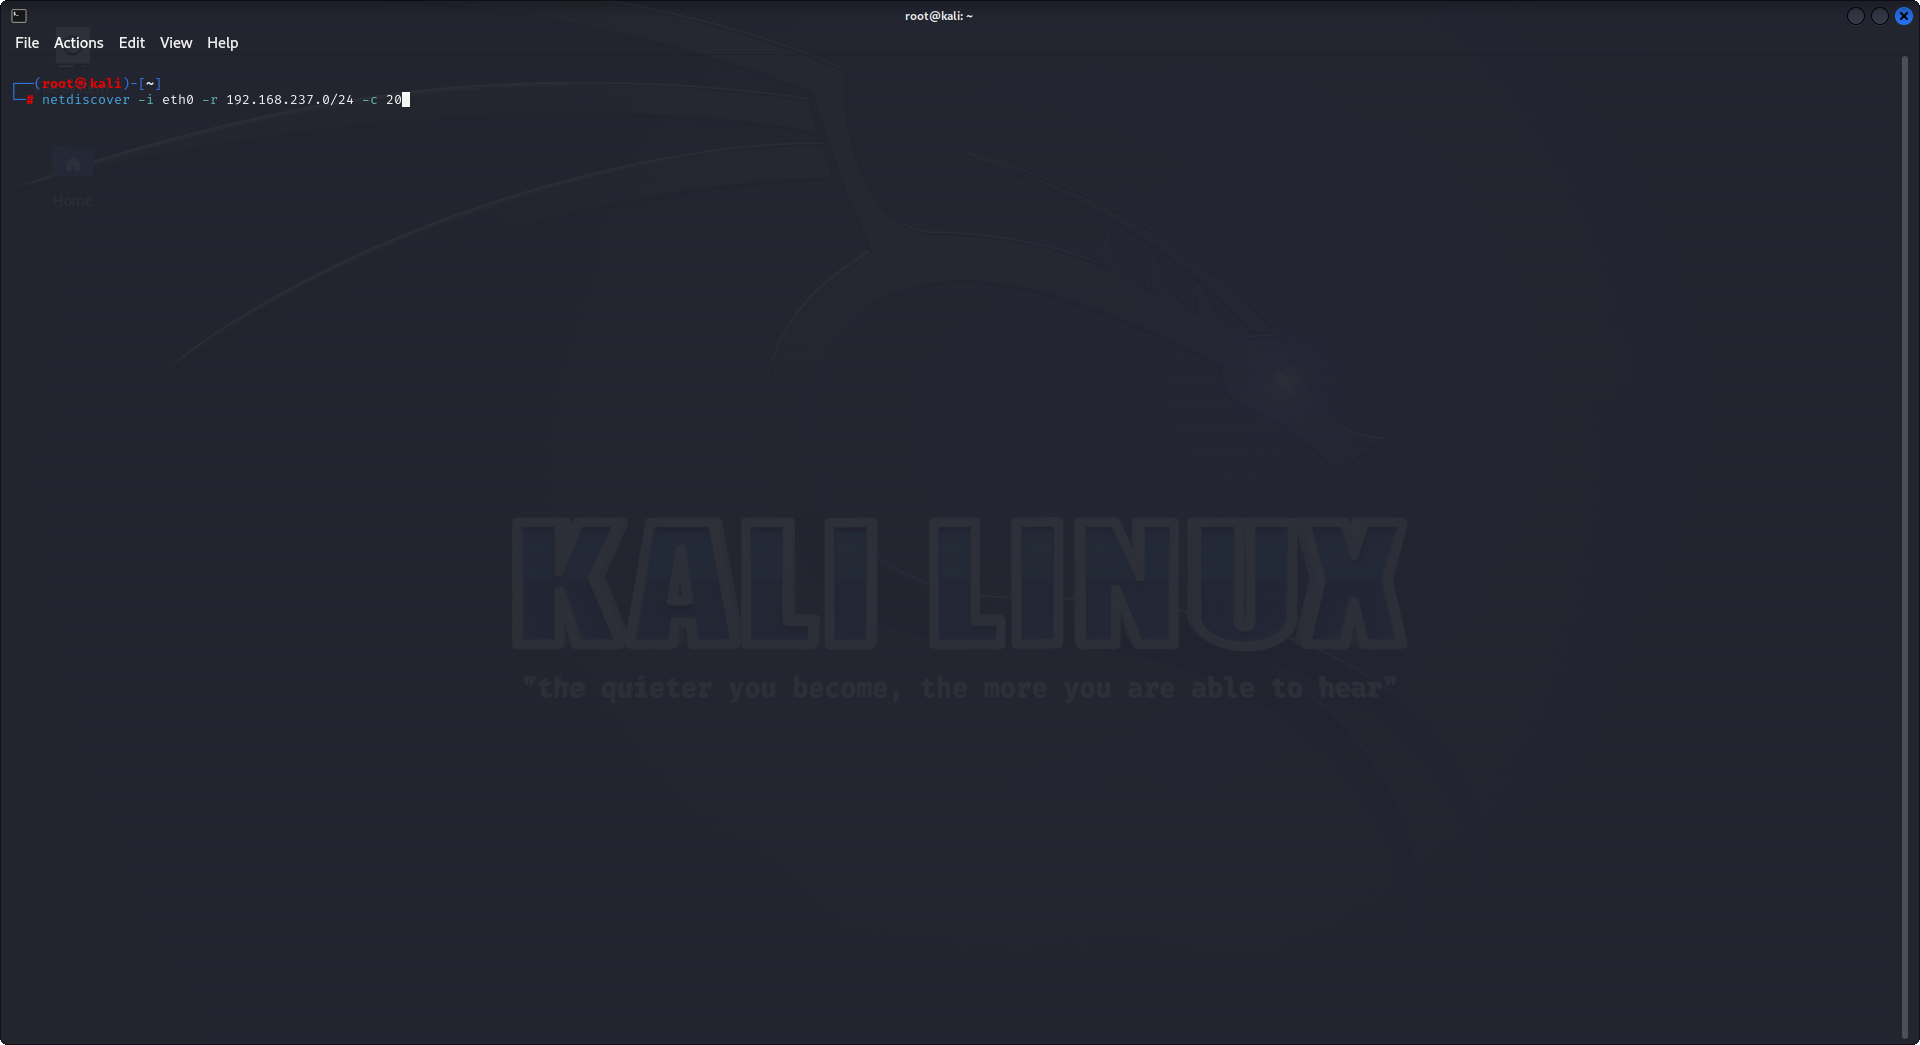 root@kali: ~
File Actions Edit View Help
┌──(root㉿kali)-[~]
└─# netdiscover -i eth0 -r 192.168.237.0/24 -c 20
Home
KALI LINUX
"the quieter you become, the more you are able to hear"